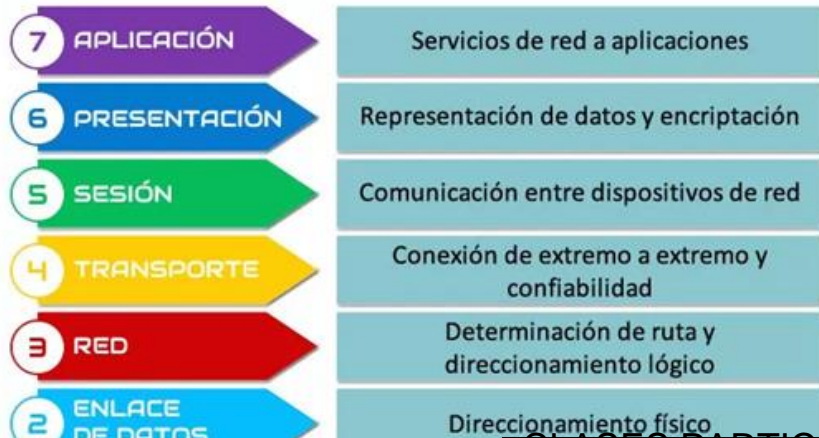 7 APLICACIÓN
Servicios de red a aplicaciones
6 PRESENTACIÓN
Representación de datos y encriptación
5 SESIÓN
Comunicación entre dispositivos de red
4 TRANSPORTE
Conexión de extremo a extremo y
confiabilidad
3 RED
Determinación de ruta y
direccionamiento lógico
2 ENLACE
DE DATOS
Direccionamiento físico